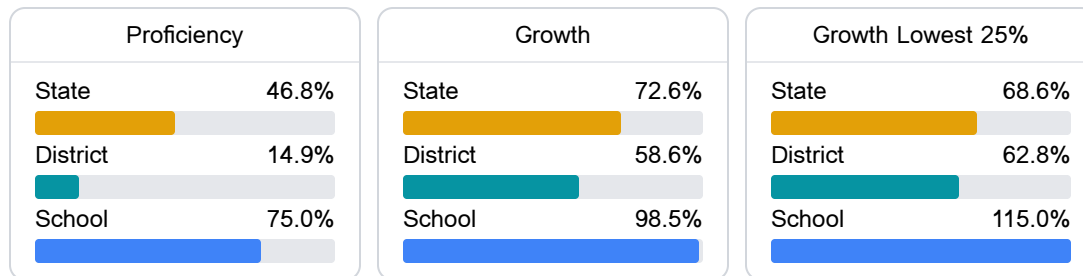 Proficiency
State 46.8%
District 14.9%
School 75.0%
Growth
State 72.6%
District 58.6%
School 98.5%
Growth Lowest 25%
State 68.6%
District 62.8%
School 115.0%